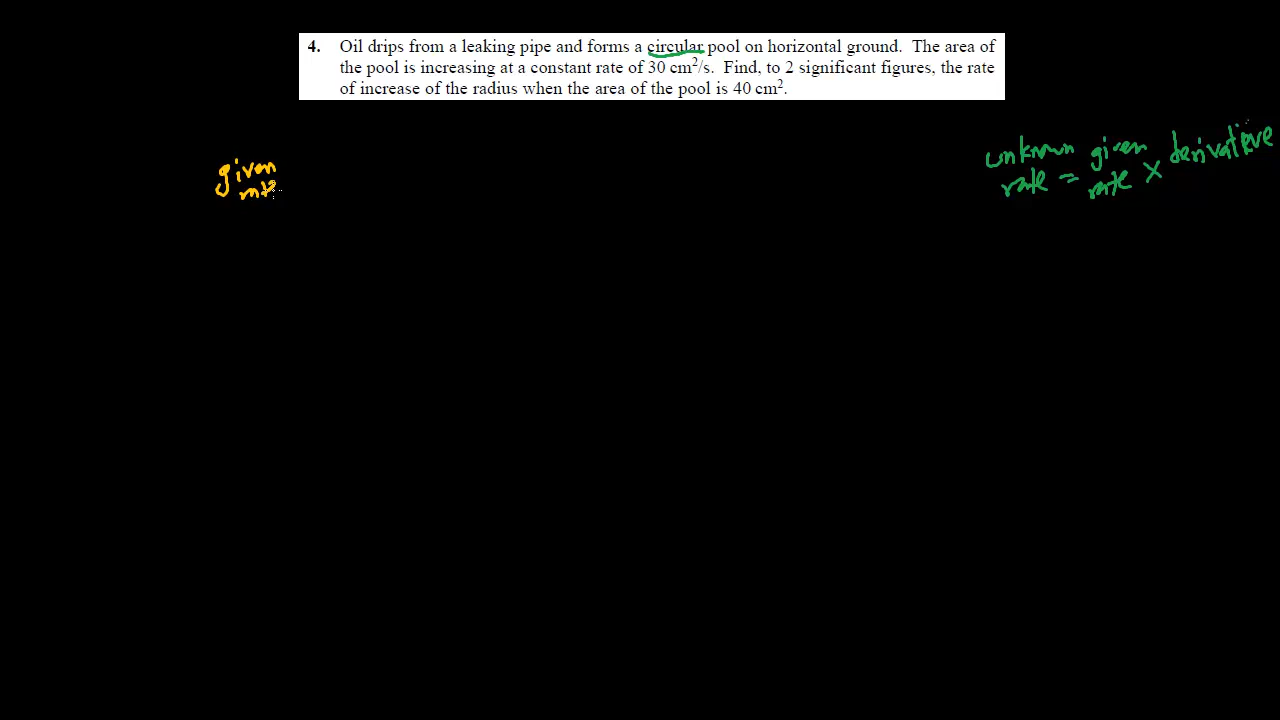 4. Oil drips from a leaking pipe and forms a circular pool on horizontal ground. The area of
the pool is increasing at a constant rate of 30 cm²/s. Find, to 2 significant figures, the rate
of increase of the radius when the area of the pool is 40 cm².
given
rate
unknown given derivative
rate = rate ×